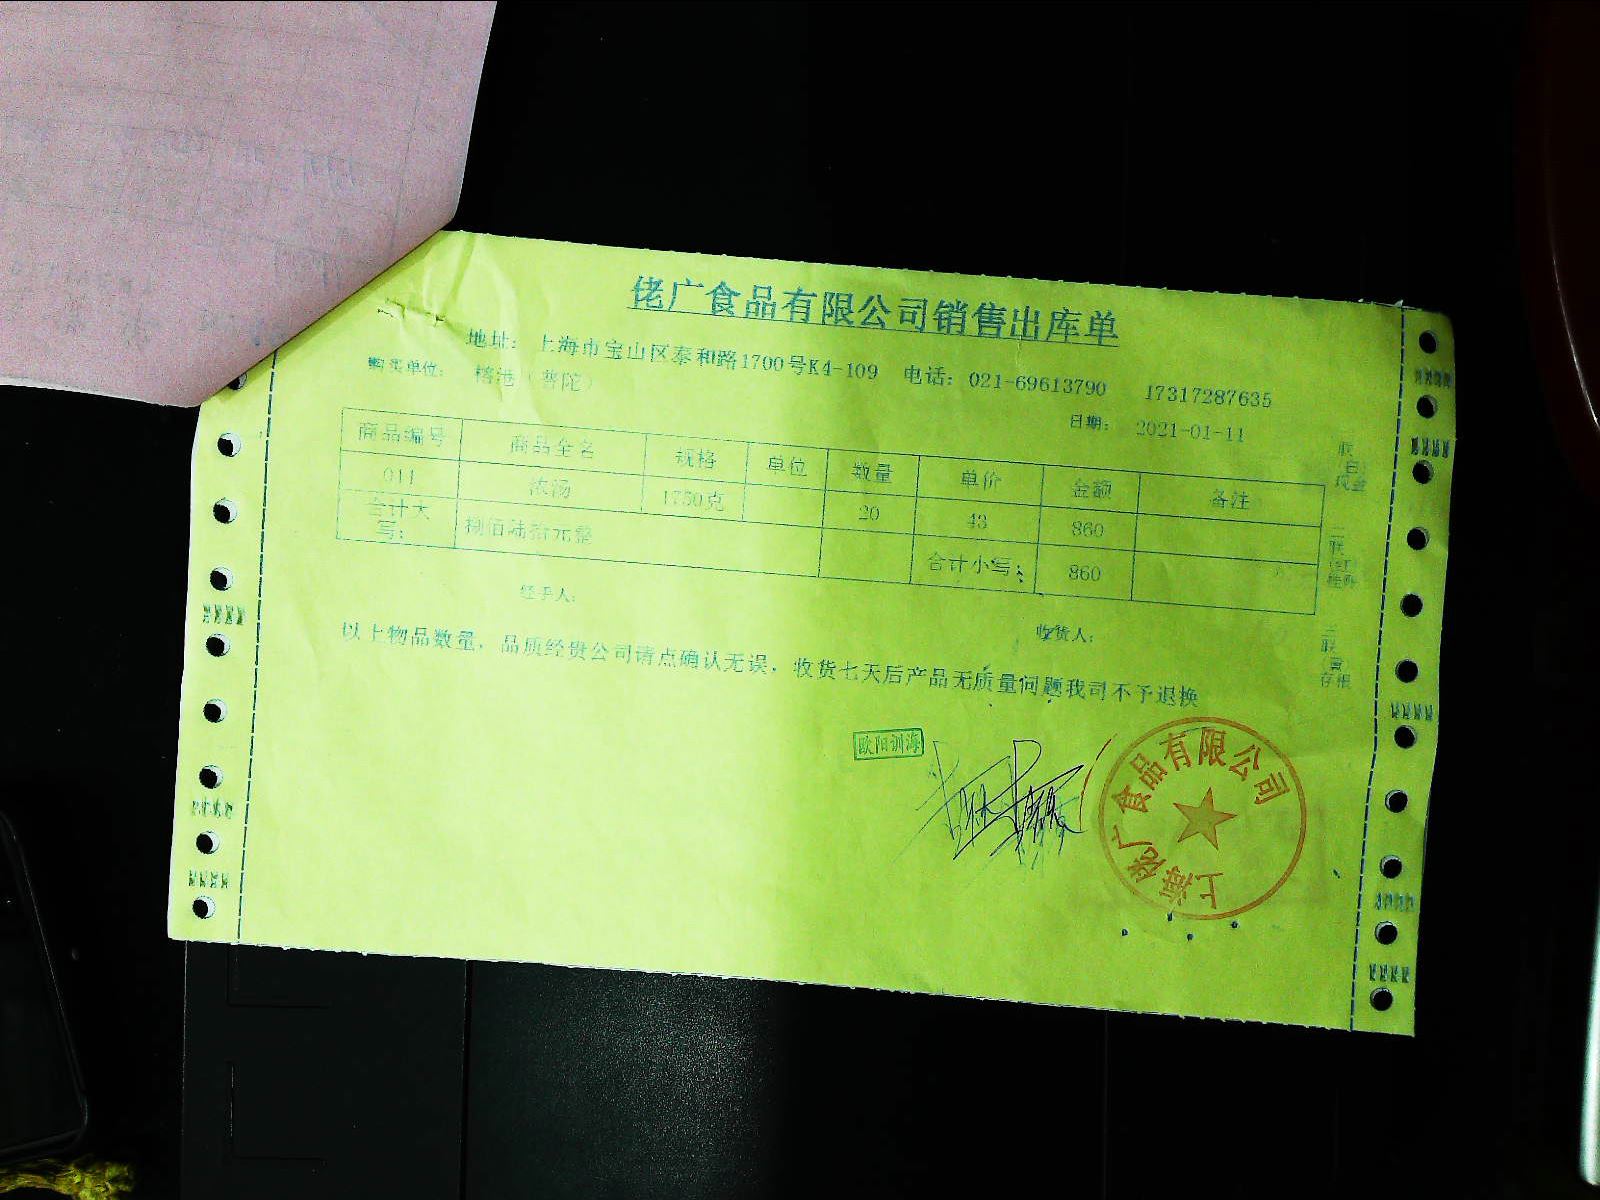 佬广食品有限公司销售出库单
地址: 上海市宝山区泰和路1700号K4-109 电话: 021-69613790 17317287635
购买单位: 榕港 (普陀)
日期: 2021-01-11
商品编号 商品全名 规格 单位 数量 单价 金额 备注
011 浓汤 1750克 20 43 860
合计大写: 捌佰陆拾元整 合计小写: 860
经手人: 收货人:
以上物品数量, 品质经贵公司请点确认无误, 收货七天后产品无质量问题我司不予退换
欧阳训海
上海佬广食品有限公司